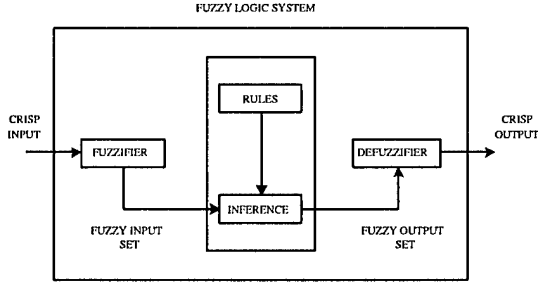 FUZZY LOGIC SYSTEM
RULES
CRISP
INPUT
CRISP
OUTPUT
FUZZIFIER
DEFUZZIFIER
INFERENCE
FUZZY INPUT
SET
FUZZY OUTPUT
SET